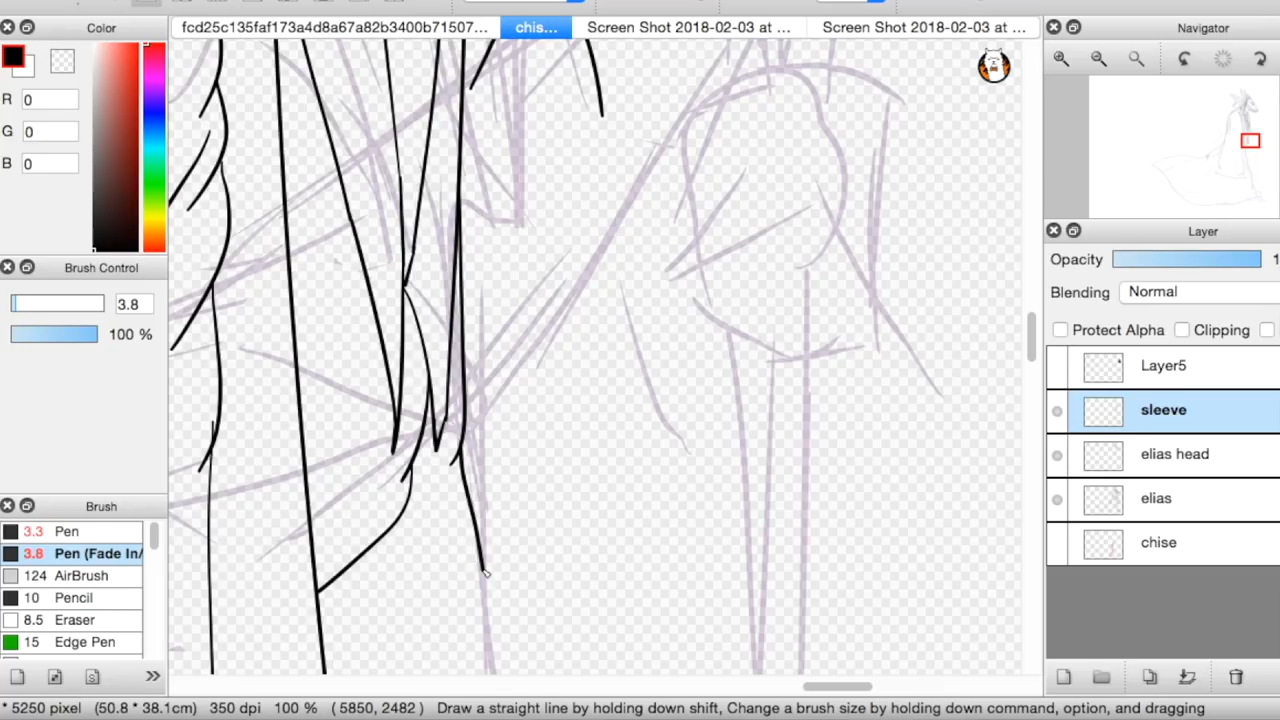 Color
fcd25c15faf173a4d8a67a82b3400b71507...
chis...
Screen Shot 2018-02-03 at ...
Screen Shot 2018-02-03 at ...
Navigator
R 0
G 0
B 0
Brush Control
3.8
100 %
Brush
3.3 Pen
3.8 Pen (Fade In/
124 AirBrush
10 Pencil
8.5 Eraser
15 Edge Pen
Layer
Opacity 1
Blending Normal
Protect Alpha Clipping
Layer5
sleeve
elias head
elias
chise
* 5250 pixel (50.8 * 38.1cm) 350 dpi 100 % ( 5850, 2482 ) Draw a straight line by holding down shift, Change a brush size by holding down command, option, and dragging